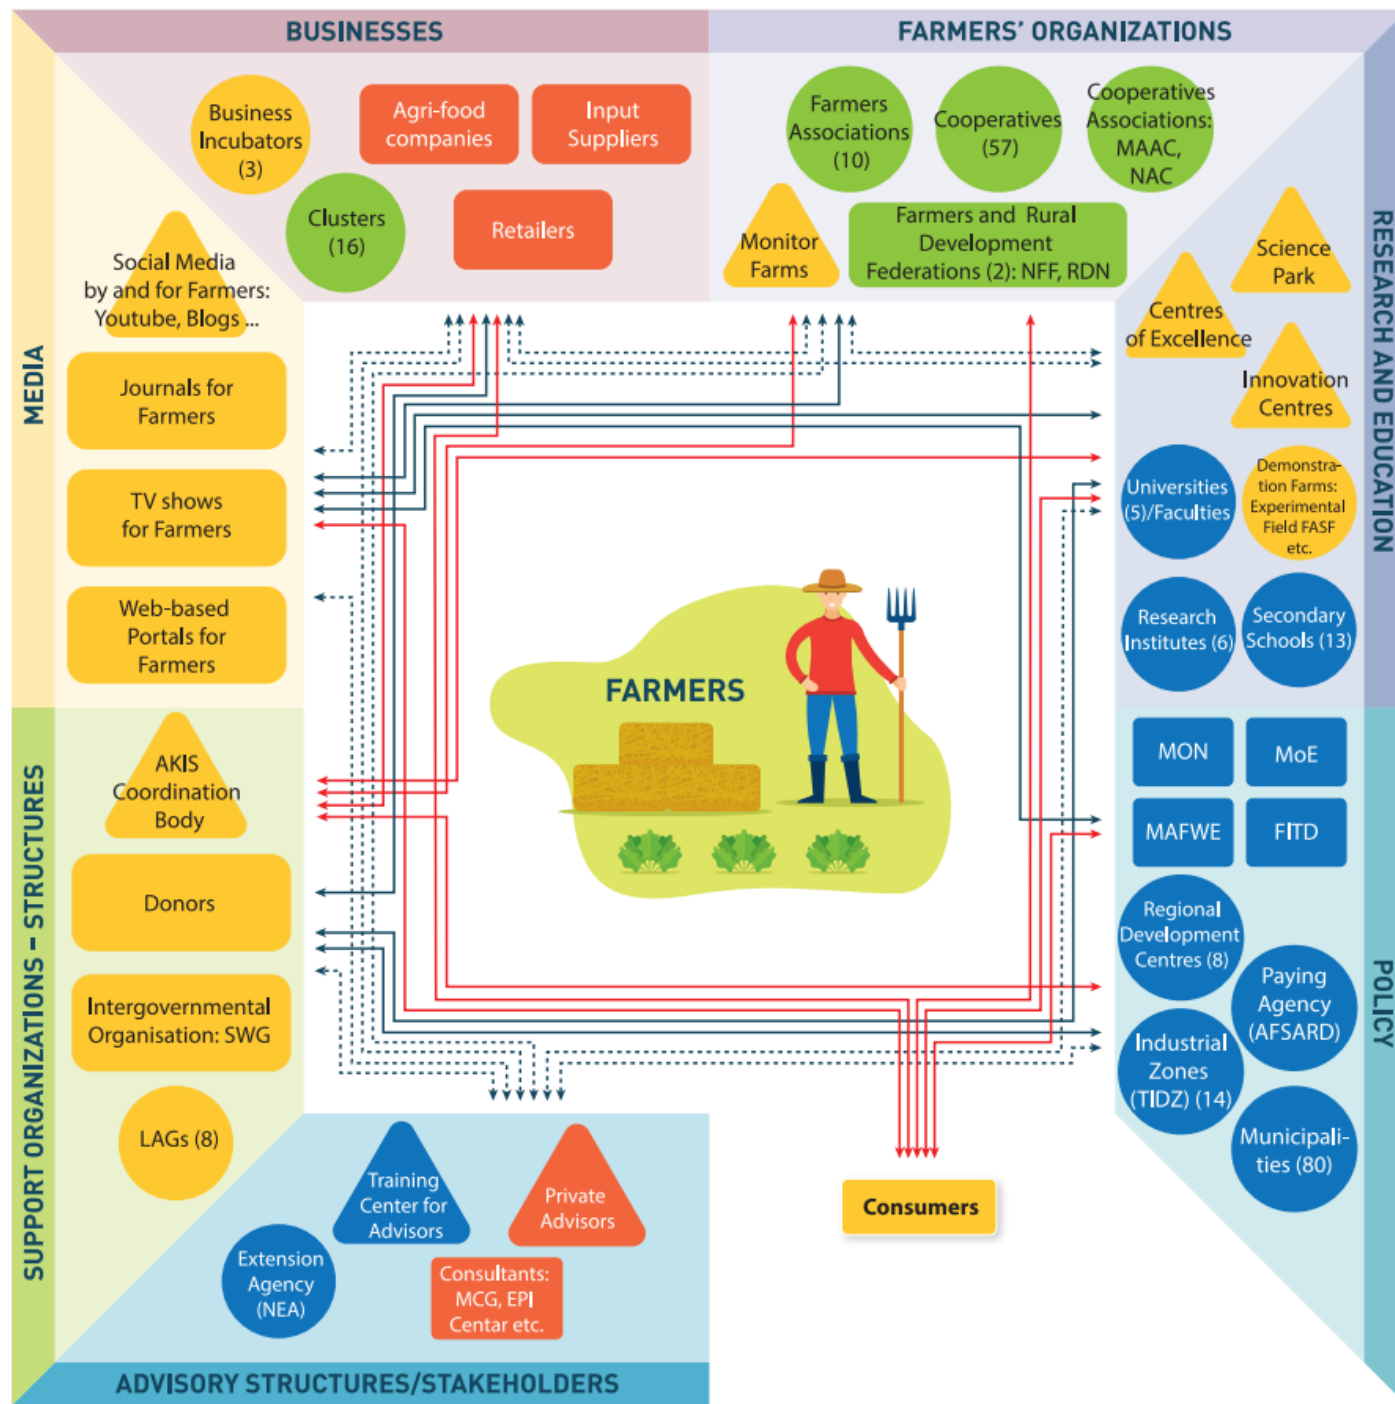 BUSINESSES
FARMERS' ORGANIZATIONS
Business
Incubators
(3)
Agri-food
companies
Input
Suppliers
Clusters
(16)
Retailers
Farmers
Associations
(10)
Cooperatives
(57)
Cooperatives
Associations:
MAAC,
NAC
Monitor
Farms
Farmers and Rural
Development
Federations (2): NFF, RDN
MEDIA
Social Media
by and for Farmers:
Youtube, Blogs ...
Journals for
Farmers
TV shows
for Farmers
Web-based
Portals for
Farmers
RESEARCH AND EDUCATION
Science
Park
Centres
of Excellence
Innovation
Centres
Universities
(5)/Faculties
Demonstra-
tion Farms:
Experimental
Field FASF
etc.
Research
Institutes (6)
Secondary
Schools (13)
FARMERS
SUPPORT ORGANIZATIONS – STRUCTURES
AKIS
Coordination
Body
Donors
Intergovernmental
Organisation: SWG
LAGs (8)
POLICY
MON
MoE
MAFWE
FITD
Regional
Development
Centres (8)
Paying
Agency
(AFSARD)
Industrial
Zones
(TIDZ) (14)
Municipali-
ties (80)
Training
Center for
Advisors
Private
Advisors
Extension
Agency
(NEA)
Consultants:
MCG, EPI
Centar etc.
Consumers
ADVISORY STRUCTURES/STAKEHOLDERS